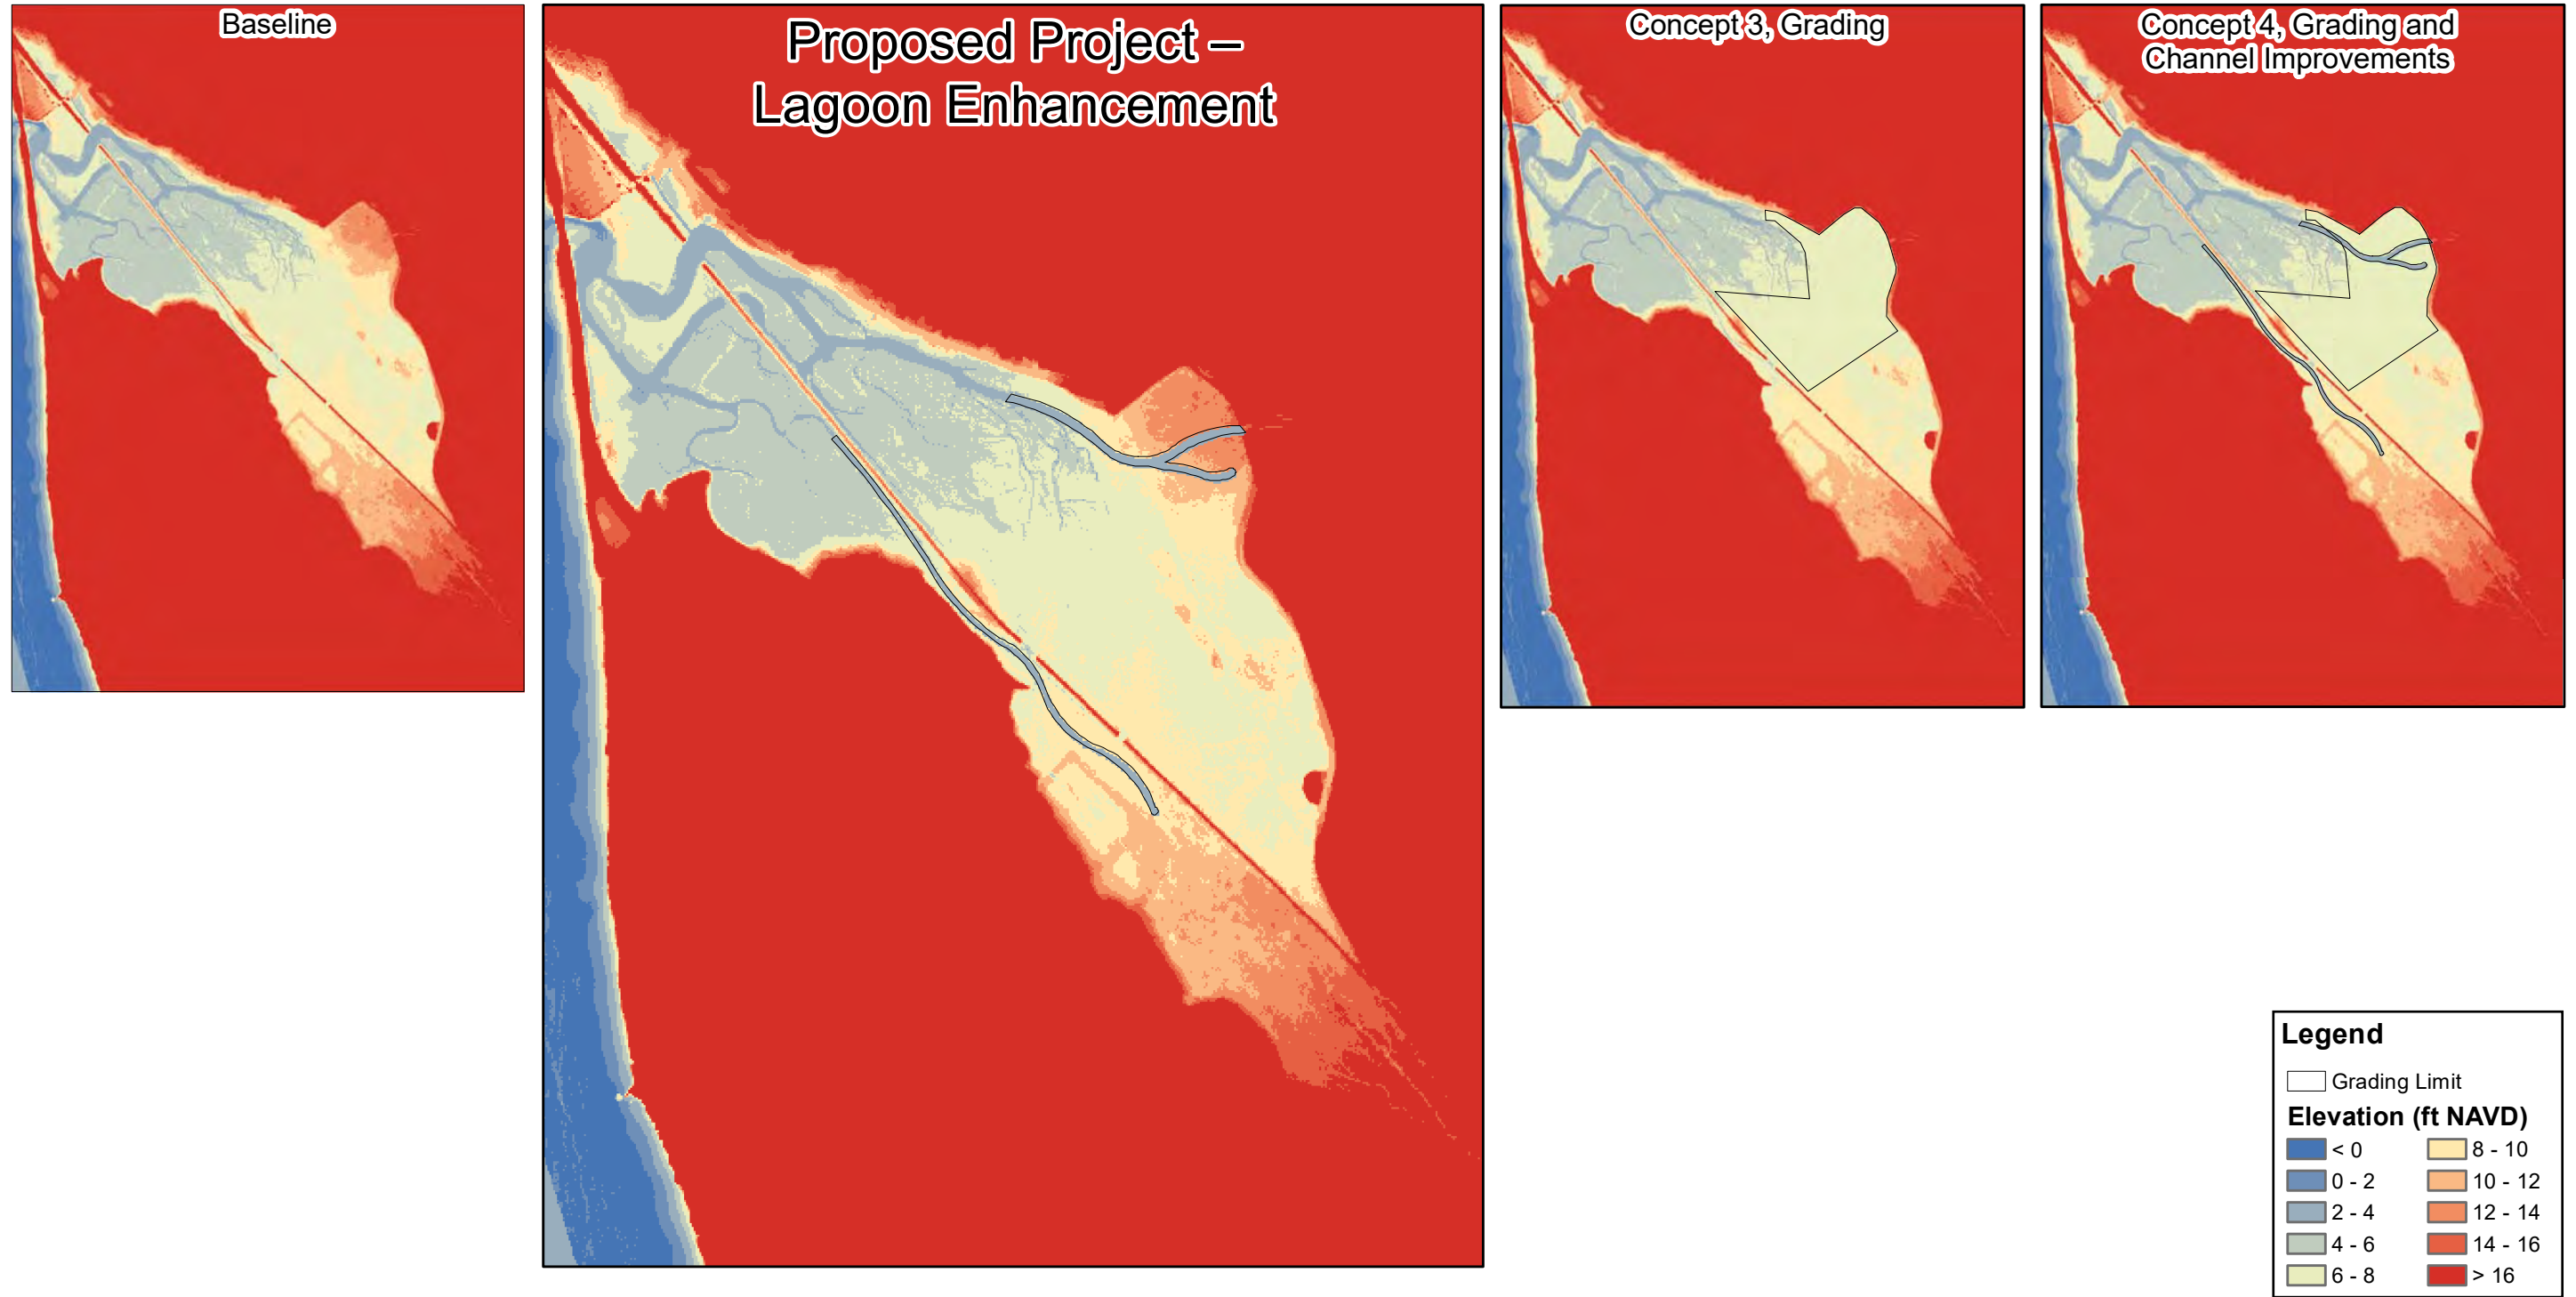 Baseline
Proposed Project –
Lagoon Enhancement
Concept 3, Grading
Concept 4, Grading and
Channel Improvements
Legend
Grading Limit
Elevation (ft NAVD)
< 0
0 - 2
2 - 4
4 - 6
6 - 8
8 - 10
10 - 12
12 - 14
14 - 16
> 16